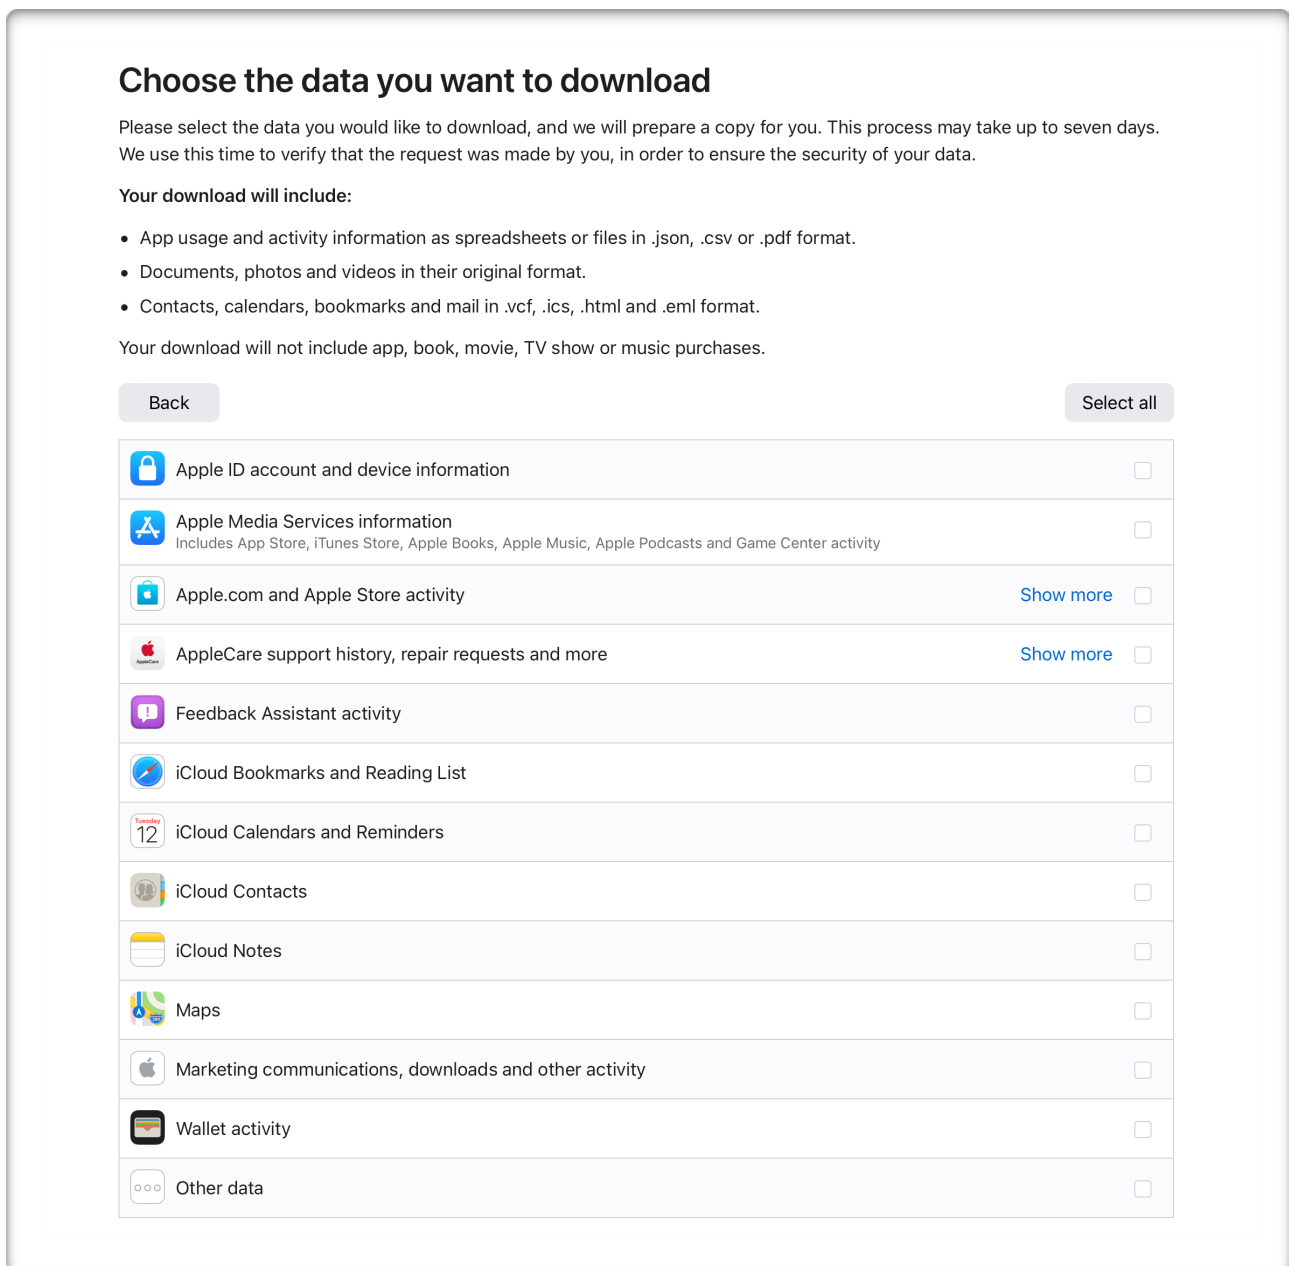 Choose the data you want to download
Please select the data you would like to download, and we will prepare a copy for you. This process may take up to seven days.
We use this time to verify that the request was made by you, in order to ensure the security of your data.
Your download will include:
• App usage and activity information as spreadsheets or files in .json, .csv or .pdf format.
• Documents, photos and videos in their original format.
• Contacts, calendars, bookmarks and mail in .vcf, .ics, .html and .eml format.
Your download will not include app, book, movie, TV show or music purchases.
Back
Select all
Apple ID account and device information
Apple Media Services information
Includes App Store, iTunes Store, Apple Books, Apple Music, Apple Podcasts and Game Center activity
Apple.com and Apple Store activity
Show more
AppleCare
AppleCare support history, repair requests and more
Show more
Feedback Assistant activity
iCloud Bookmarks and Reading List
Tuesday
12
iCloud Calendars and Reminders
iCloud Contacts
iCloud Notes
Maps
Marketing communications, downloads and other activity
Wallet activity
Other data